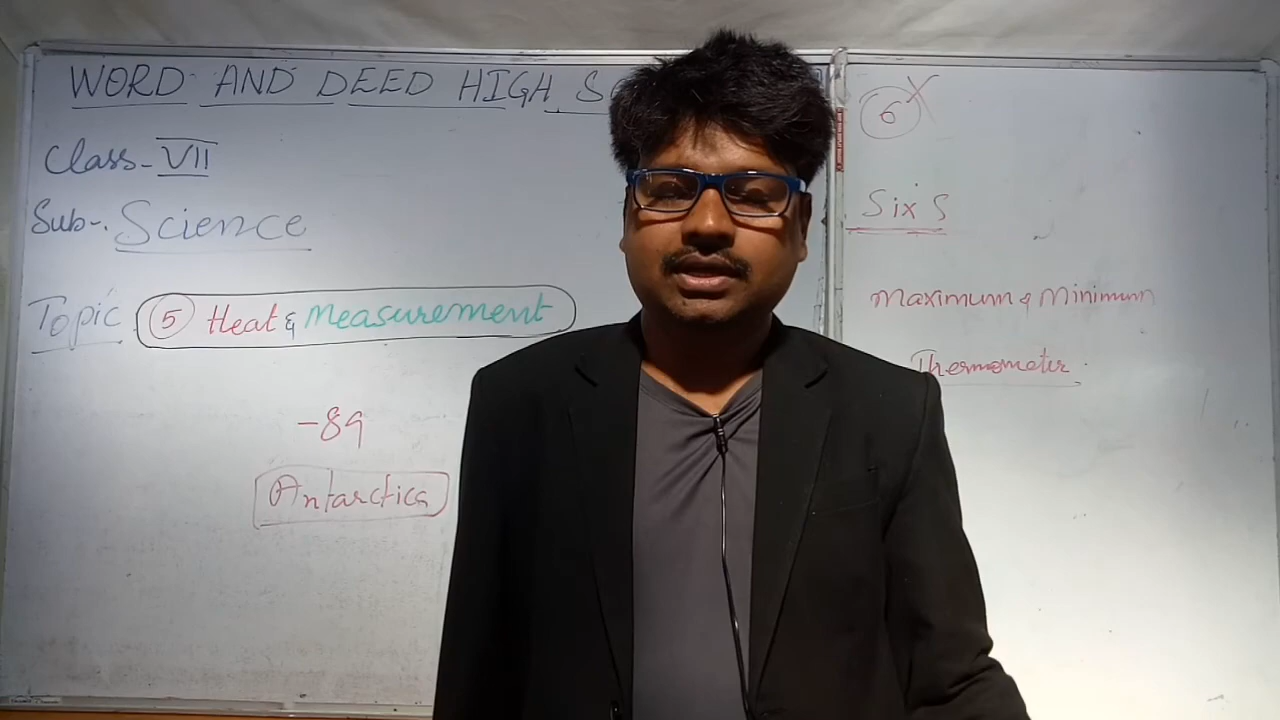 WORD AND DEED HIGH S
Class - VII
Sub-. Science
Topic 5 Heat & Measurement
-89
Antarctica
6 X
Six's
Maximum & Minimum
Thermometer